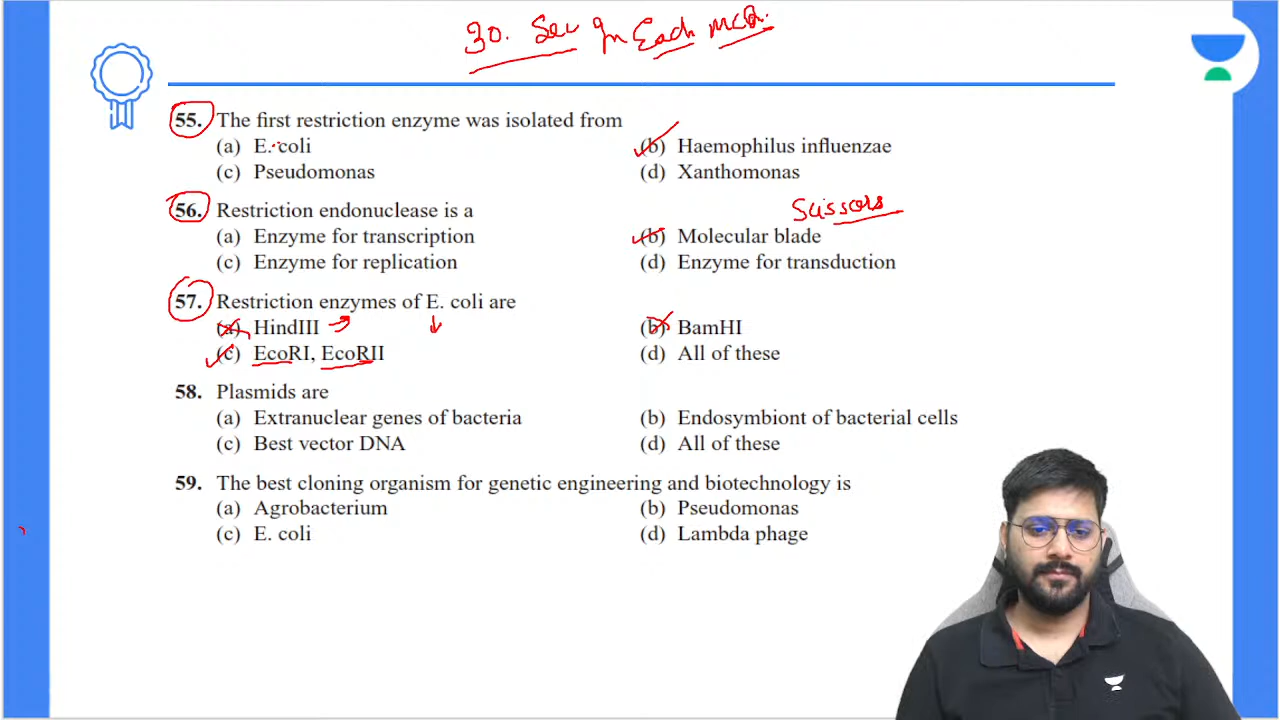 30. Sec In Each MCQ.
55. The first restriction enzyme was isolated from
(a) E. coli (b) Haemophilus influenzae
(c) Pseudomonas (d) Xanthomonas
56. Restriction endonuclease is a Scissors
(a) Enzyme for transcription (b) Molecular blade
(c) Enzyme for replication (d) Enzyme for transduction
57. Restriction enzymes of E. coli are
(a) HindIII (b) BamHI
(c) EcoRI, EcoRII (d) All of these
58. Plasmids are
(a) Extranuclear genes of bacteria (b) Endosymbiont of bacterial cells
(c) Best vector DNA (d) All of these
59. The best cloning organism for genetic engineering and biotechnology is
(a) Agrobacterium (b) Pseudomonas
(c) E. coli (d) Lambda phage